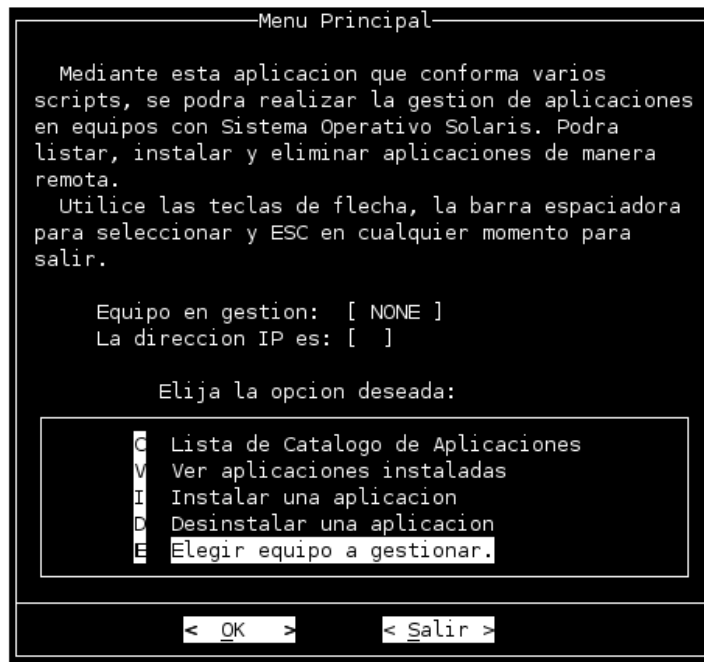 Menu Principal
Mediante esta aplicacion que conforma varios
scripts, se podra realizar la gestion de aplicaciones
en equipos con Sistema Operativo Solaris. Podra
listar, instalar y eliminar aplicaciones de manera
remota.
Utilice las teclas de flecha, la barra espaciadora
para seleccionar y ESC en cualquier momento para
salir.
Equipo en gestion: [ NONE ]
La direccion IP es: [ ]
Elija la opcion deseada:
C Lista de Catalogo de Aplicaciones
V Ver aplicaciones instaladas
I Instalar una aplicacion
D Desinstalar una aplicacion
E Elegir equipo a gestionar.
< OK > < Salir >